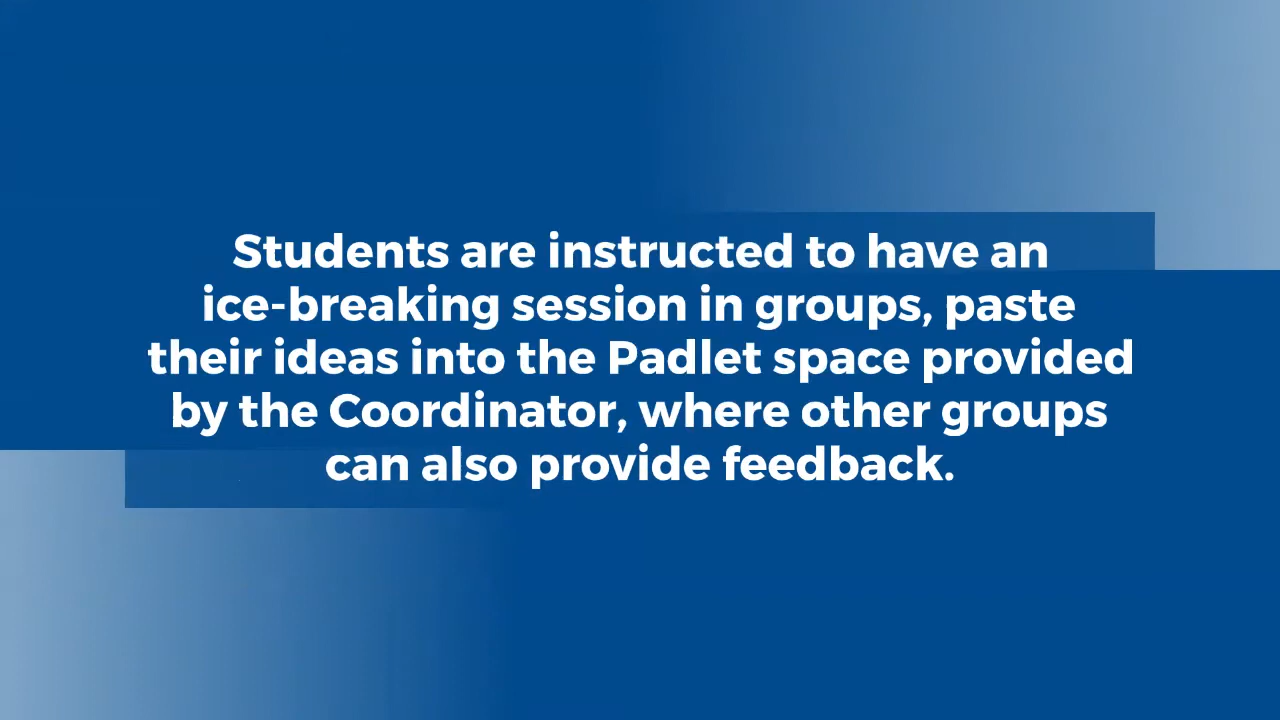 Students are instructed to have an
ice-breaking session in groups, paste
their ideas into the Padlet space provided
by the Coordinator, where other groups
can also provide feedback.